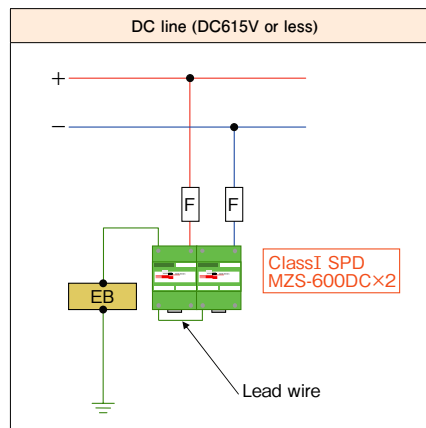 DC line (DC615V or less)
+
−
F F
ClassⅠ SPD
MZS-600DC×2
EB
Lead wire